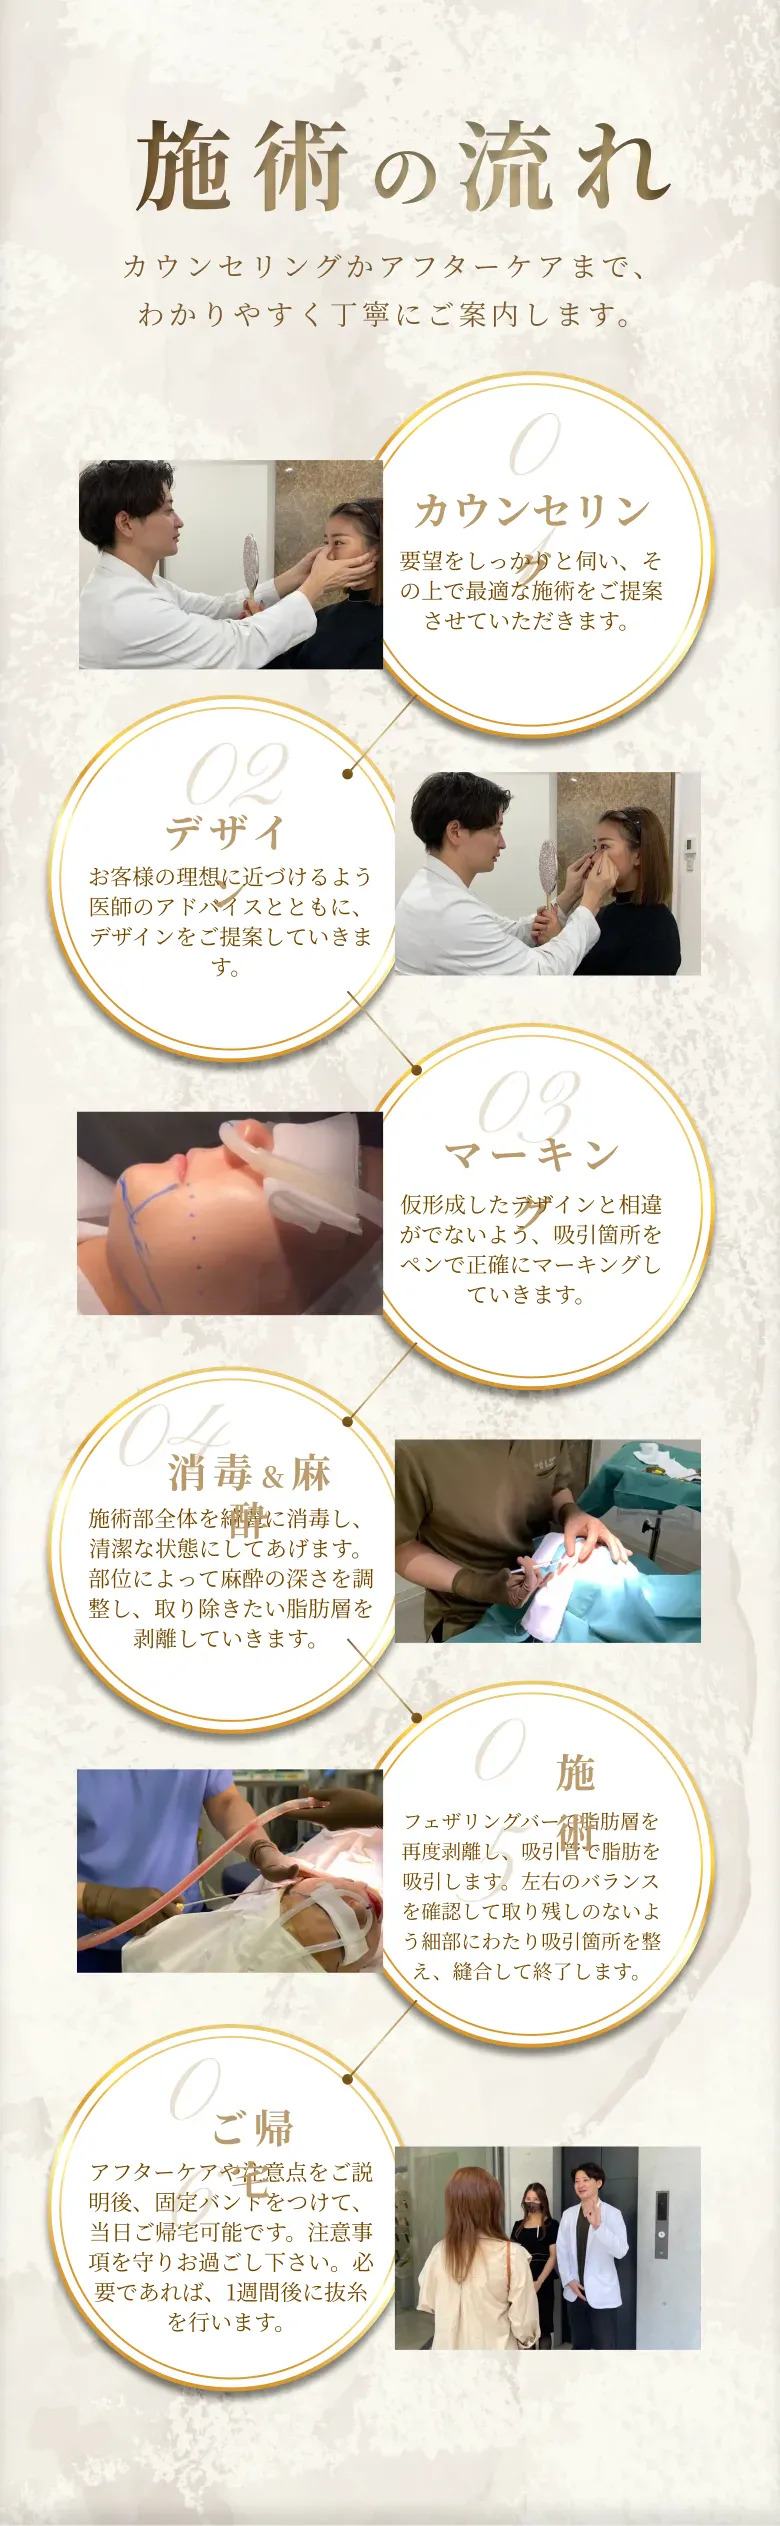 施術の流れ
カウンセリングかアフターケアまで、
わかりやすく丁寧にご案内します。
0
1
カウンセリン
グ
要望をしっかりと伺い、そ
の上で最適な施術をご提案
させていただきます。
02
デザイ
ン
お客様の理想に近づけるよう
医師のアドバイスとともに、
デザインをご提案していきま
す。
03
マーキン
グ
仮形成したデザインと相違
がでないよう、吸引箇所を
ペンで正確にマーキングし
ていきます。
04
消毒&麻
酔
施術部全体を綺麗に消毒し、
清潔な状態にしてあげます。
部位によって麻酔の深さを調
整し、取り除きたい脂肪層を
剥離していきます。
0
5
施
術
フェザリングバーで脂肪層を
再度剥離し、吸引管で脂肪を
吸引します。左右のバランス
を確認して取り残しのないよ
う細部にわたり吸引箇所を整
え、縫合して終了します。
0
6
ご帰
宅
アフターケアや注意点をご説
明後、固定バンドをつけて、
当日ご帰宅可能です。注意事
項を守りお過ごし下さい。必
要であれば、1週間後に抜糸
を行います。